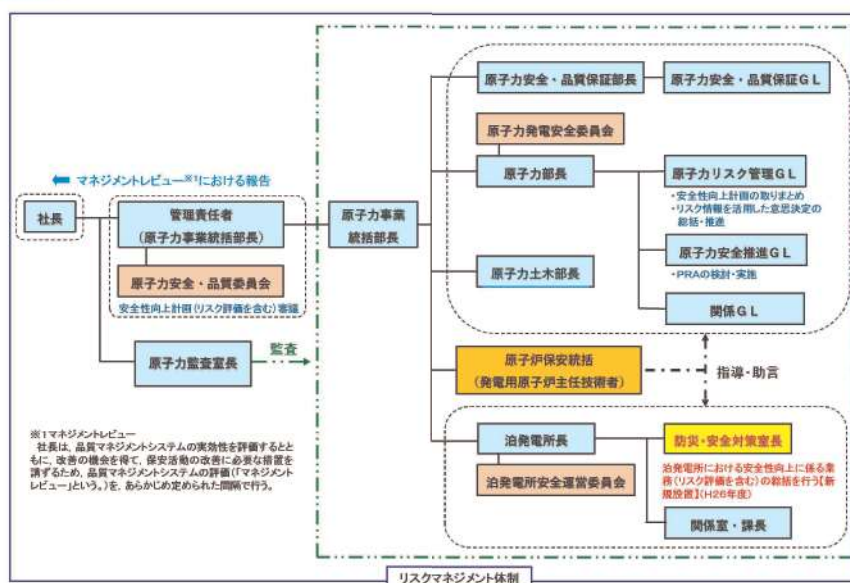 原子力安全・品質保証部長
原子力安全・品質保証GL
原子力発電安全委員会
原子力部長
原子力リスク管理GL
・安全性向上計画の取りまとめ
・リスク情報を活用した意思決定の
総括・推進
マネジメントレビュー※1における報告
社長
管理責任者
(原子力事業統括部長)
原子力事業
統括部長
原子力安全推進GL
・PRAの検討・実施
原子力土木部長
原子力安全・品質委員会
安全性向上計画(リスク評価を含む)審議
関係GL
原子力監査室長
監査
原子炉保安統括
(発電用原子炉主任技術者)
指導・助言
※1マネジメントレビュー
社長は、品質マネジメントシステムの実効性を評価するとと
もに、改善の機会を得て、保安活動の改善に必要な措置を
講ずるため、品質マネジメントシステムの評価(「マネジメント
レビュー」という。)を、あらかじめ定められた間隔で行う。
泊発電所長
防災・安全対策室長
泊発電所における安全性向上に係る業
務(リスク評価を含む)の総括を行う【新
規設置】(H26年度)
泊発電所安全運営委員会
関係室・課長
リスクマネジメント体制